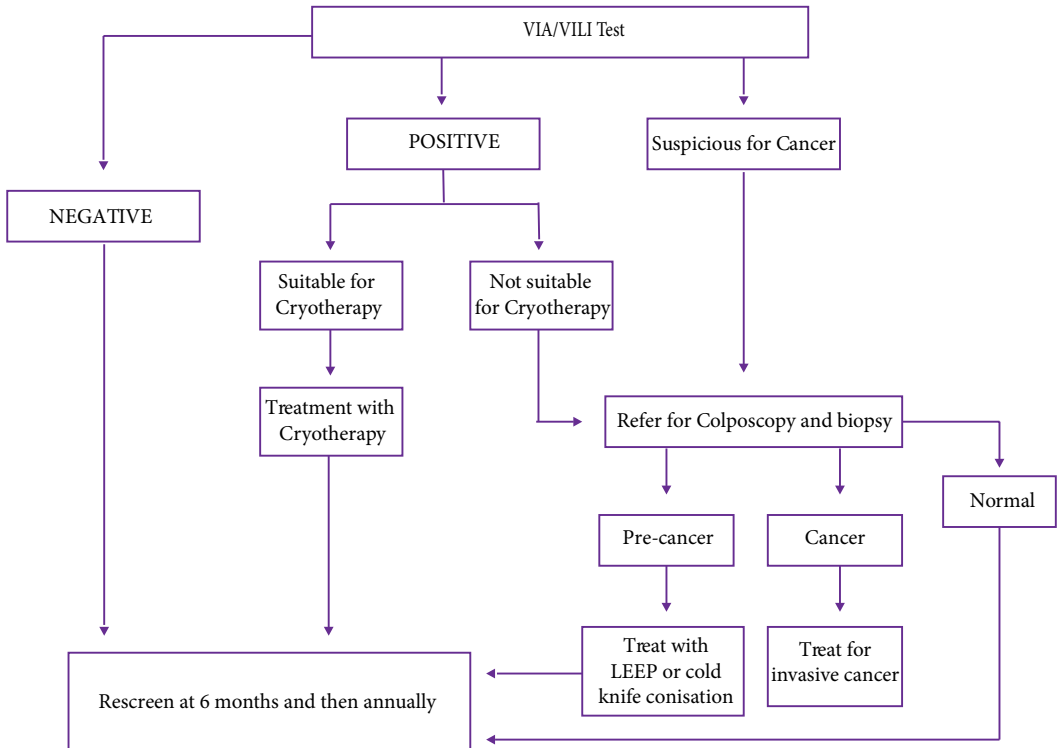 VIA/VILI Test
POSITIVE
Suspicious for Cancer
NEGATIVE
Suitable for
Cryotherapy
Not suitable
for Cryotherapy
Treatment with
Cryotherapy
Refer for Colposcopy and biopsy
Normal
Pre-cancer
Cancer
Treat with
LEEP or cold
knife conisation
Treat for
invasive cancer
Rescreen at 6 months and then annually